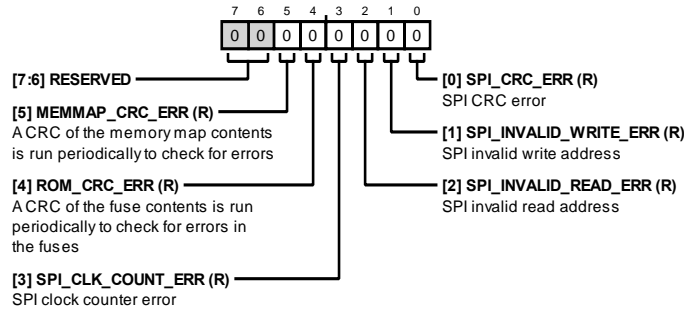 7 6 5 4 3 2 1 0
0 0 0 0 0 0 0 0
[7:6] RESERVED
[5] MEMMAP_CRC_ERR (R)
A CRC of the memory map contents
is run periodically to check for errors
[4] ROM_CRC_ERR (R)
A CRC of the fuse contents is run
periodically to check for errors in
the fuses
[3] SPI_CLK_COUNT_ERR (R)
SPI clock counter error
[0] SPI_CRC_ERR (R)
SPI CRC error
[1] SPI_INVALID_WRITE_ERR (R)
SPI invalid write address
[2] SPI_INVALID_READ_ERR (R)
SPI invalid read address